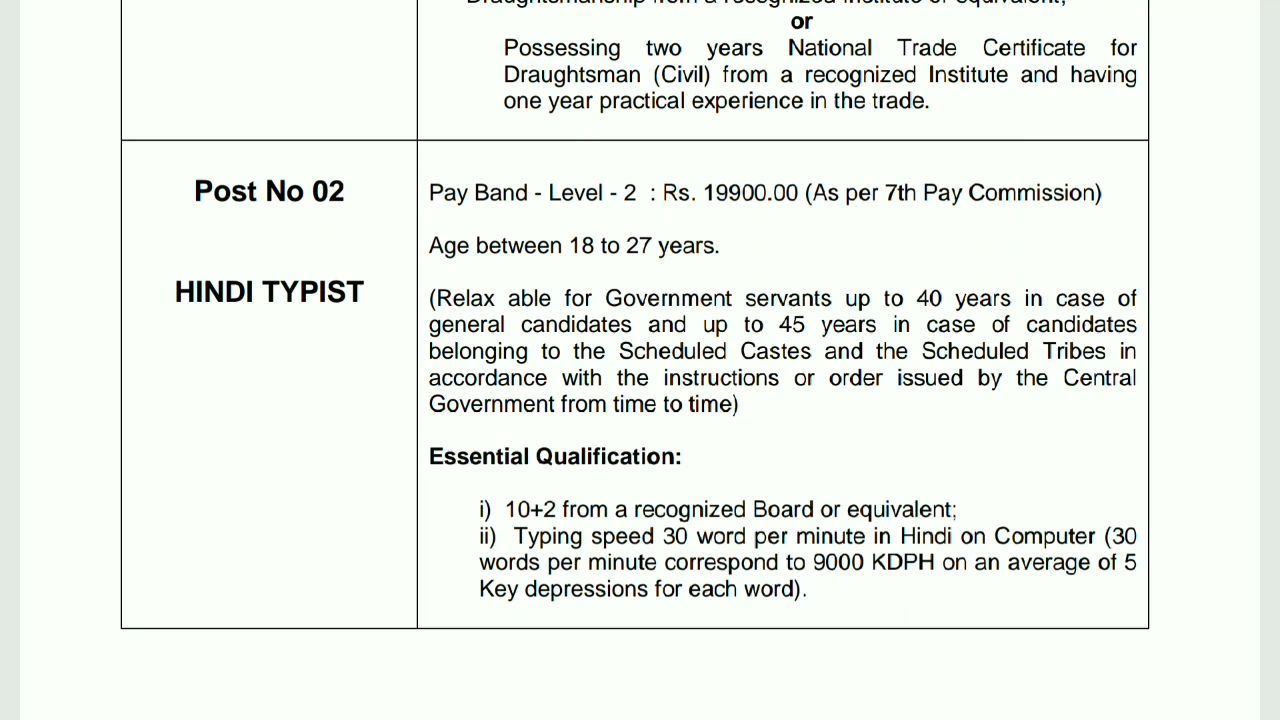 Draughtsmanship from a recognized Institute or equivalent;
or
Possessing two years National Trade Certificate for
Draughtsman (Civil) from a recognized Institute and having
one year practical experience in the trade.
Post No 02
HINDI TYPIST
Pay Band - Level - 2 : Rs. 19900.00 (As per 7th Pay Commission)
Age between 18 to 27 years.
(Relax able for Government servants up to 40 years in case of
general candidates and up to 45 years in case of candidates
belonging to the Scheduled Castes and the Scheduled Tribes in
accordance with the instructions or order issued by the Central
Government from time to time)
Essential Qualification:
i) 10+2 from a recognized Board or equivalent;
ii) Typing speed 30 word per minute in Hindi on Computer (30
words per minute correspond to 9000 KDPH on an average of 5
Key depressions for each word).